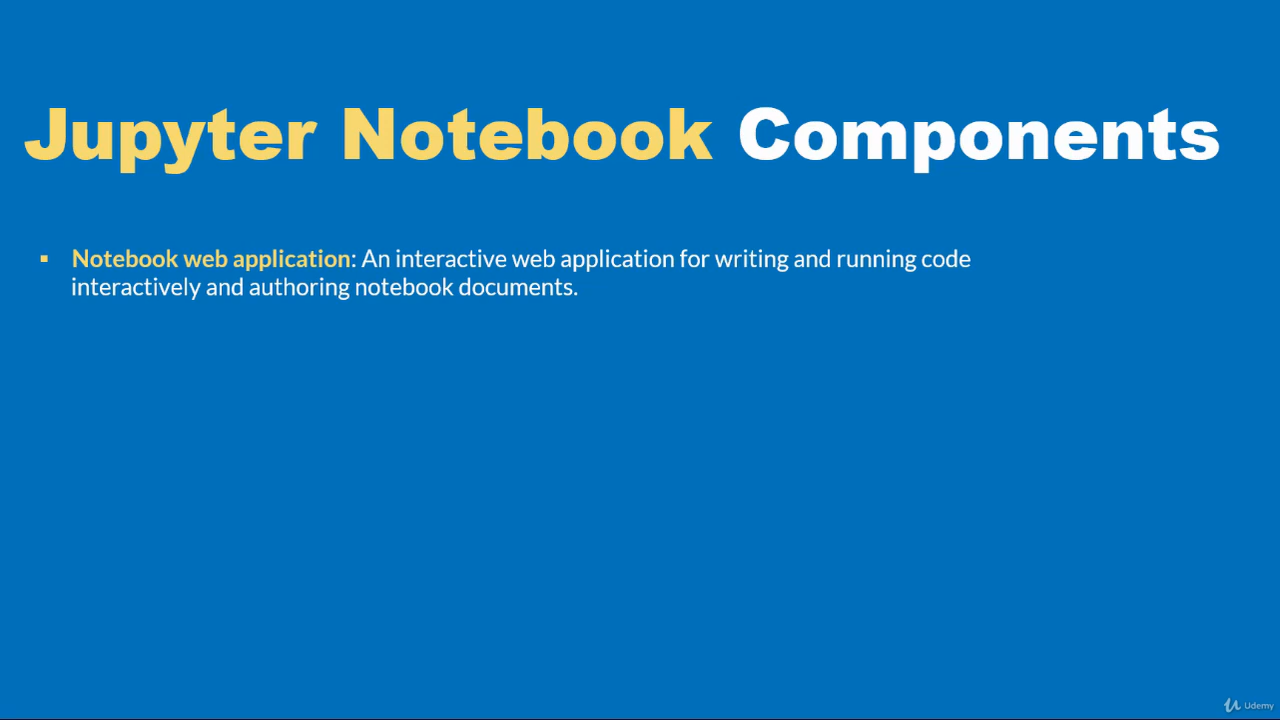 Jupyter Notebook Components
▪ Notebook web application: An interactive web application for writing and running code
interactively and authoring notebook documents.
Udemy